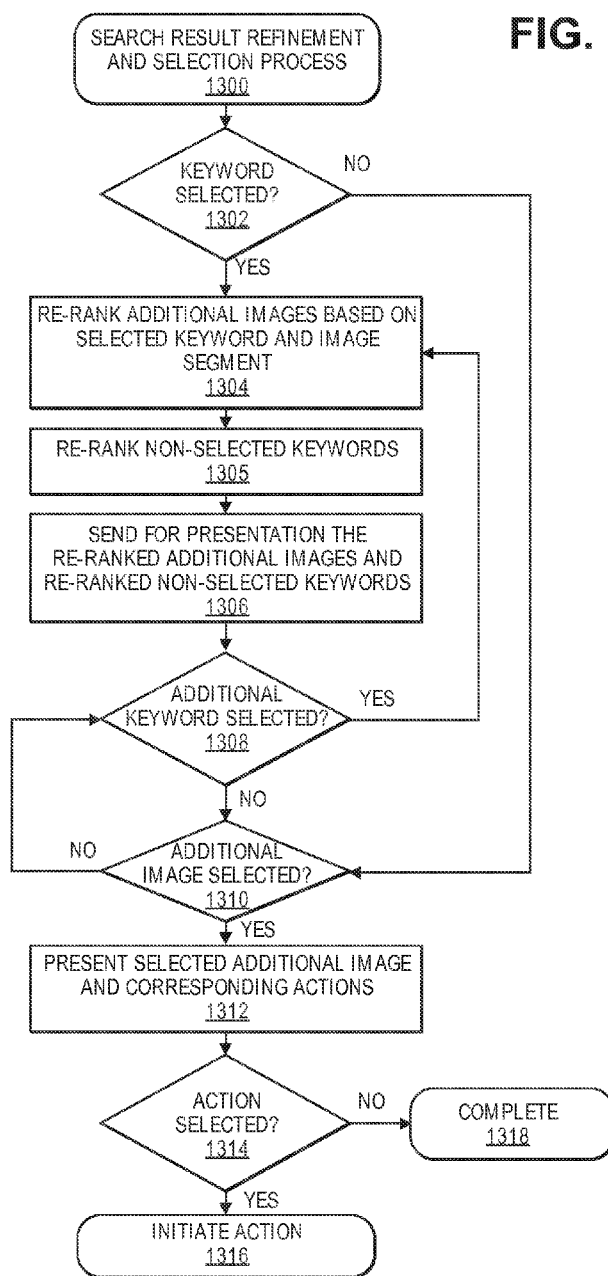 FIG.
SEARCH RESULT REFINEMENT
AND SELECTION PROCESS
1300
KEYWORD
SELECTED?
1302
NO
YES
RE-RANK ADDITIONAL IMAGES BASED ON
SELECTED KEYWORD AND IMAGE
SEGMENT
1304
RE-RANK NON-SELECTED KEYWORDS
1305
SEND FOR PRESENTATION THE
RE-RANKED ADDITIONAL IMAGES AND
RE-RANKED NON-SELECTED KEYWORDS
1306
ADDITIONAL
KEYWORD SELECTED?
1308
YES
NO
ADDITIONAL
IMAGE SELECTED?
1310
NO
YES
PRESENT SELECTED ADDITIONAL IMAGE
AND CORRESPONDING ACTIONS
1312
ACTION
SELECTED?
1314
NO
COMPLETE
1318
YES
INITIATE ACTION
1316